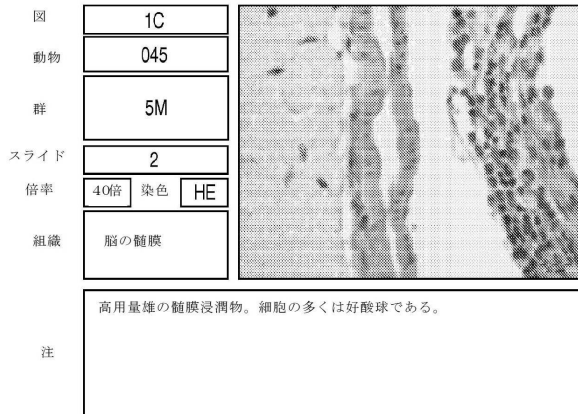 図 1C
動物 045
群 5M
スライド 2
倍率 40倍 染色 HE
組織 脳の髄膜
注 高用量雄の髄膜浸潤物。細胞の多くは好酸球である。